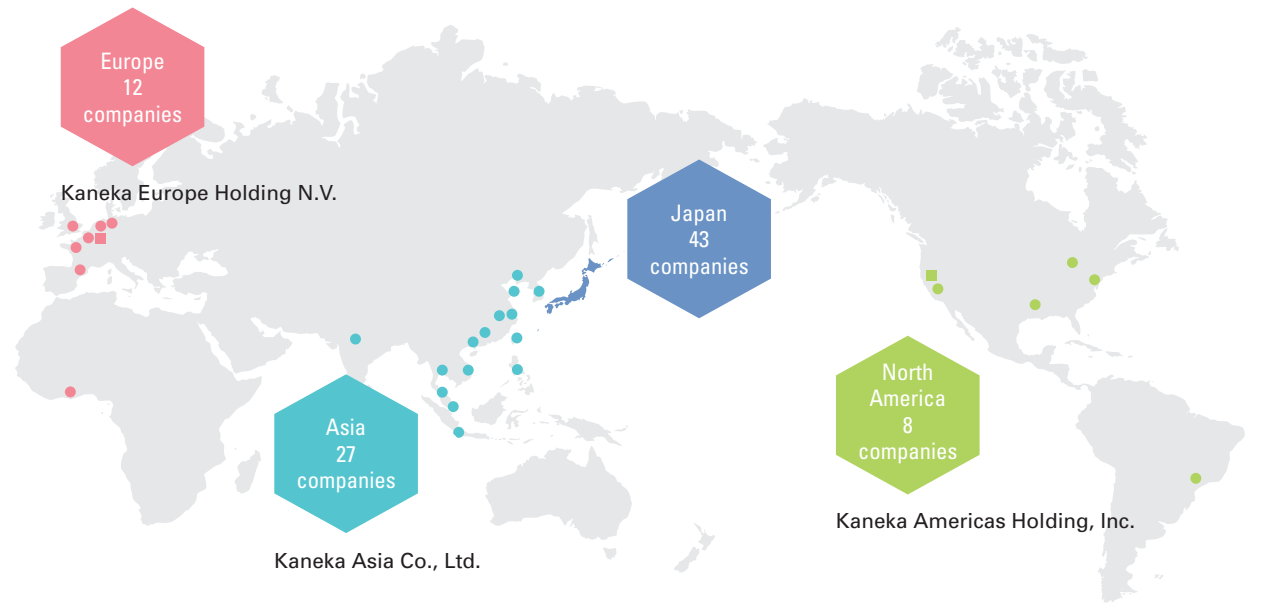 Europe
12
companies
Kaneka Europe Holding N.V.
Japan
43
companies
Asia
27
companies
Kaneka Asia Co., Ltd.
North
America
8
companies
Kaneka Americas Holding, Inc.